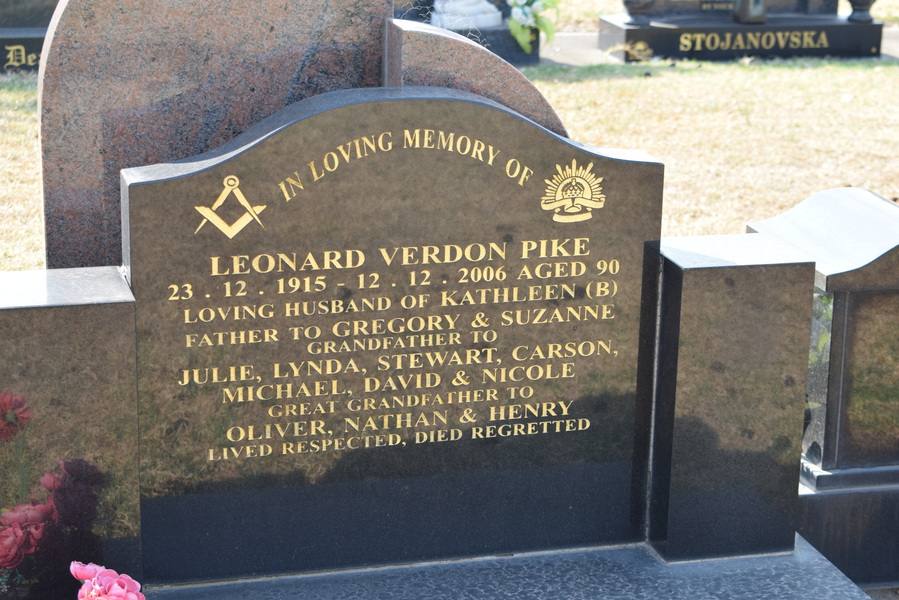 STOJANOVSKA
IN LOVING MEMORY OF
LEONARD VERDON PIKE
23 . 12 . 1915 - 12 . 12 . 2006 AGED 90
LOVING HUSBAND OF KATHLEEN (B)
FATHER TO GREGORY & SUZANNE
GRANDFATHER TO
JULIE, LYNDA, STEWART, CARSON,
MICHAEL, DAVID & NICOLE
GREAT GRANDFATHER TO
OLIVER, NATHAN & HENRY
LIVED RESPECTED, DIED REGRETTED